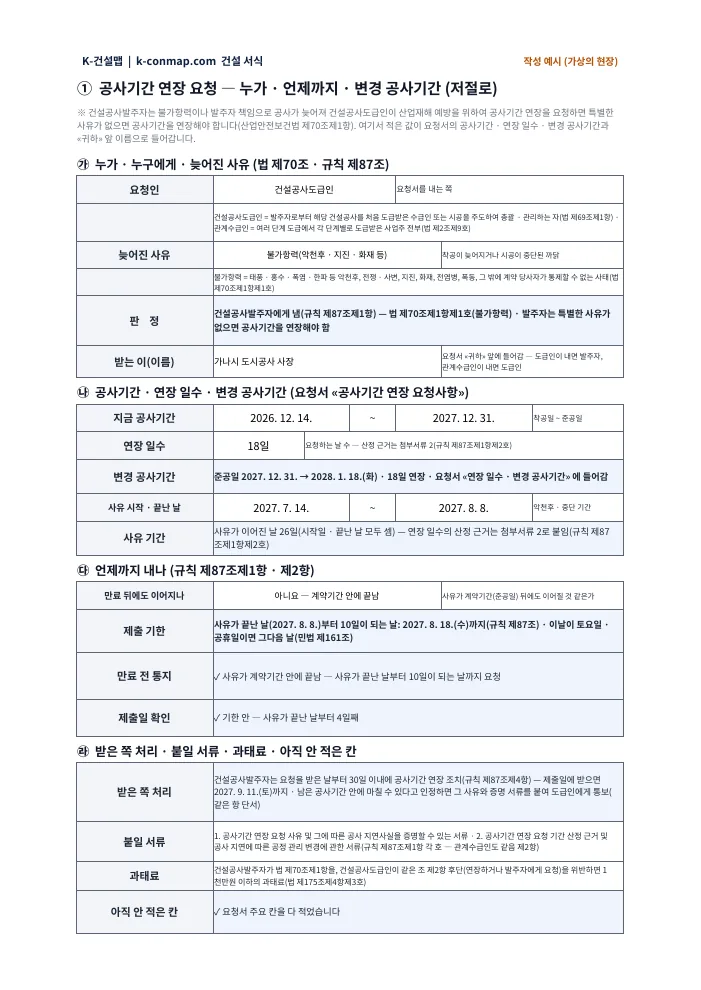 K-건설맵 | k-conmap.com 건설 서식
작성 예시 (가상의 현장)
① 공사기간 연장 요청 — 누가 · 언제까지 · 변경 공사기간 (저절로)
※ 건설공사발주자는 불가항력이나 발주자 책임으로 공사가 늦어져 건설공사도급인이 산업재해 예방을 위하여 공사기간 연장을 요청하면 특별한
사유가 없으면 공사기간을 연장해야 합니다(산업안전보건법 제70조제1항). 여기서 적은 값이 요청서의 공사기간 · 연장 일수 · 변경 공사기간과
«귀하» 앞 이름으로 들어갑니다.
㉮ 누가 · 누구에게 · 늦어진 사유 (법 제70조 · 규칙 제87조)
요청인
건설공사도급인
요청서를 내는 쪽
건설공사도급인 = 발주자로부터 해당 건설공사를 처음 도급받은 수급인 또는 시공을 주도하여 총괄 · 관리하는 자(법 제69조제1항) ·
관계수급인 = 여러 단계 도급에서 각 단계별로 도급받은 사업주 전부(법 제2조제9호)
늦어진 사유
불가항력(악천후 · 지진 · 화재 등)
착공이 늦어지거나 시공이 중단된 까닭
불가항력 = 태풍 · 홍수 · 폭염 · 한파 등 악천후, 전쟁 · 사변, 지진, 화재, 전염병, 폭동, 그 밖에 계약 당사자가 통제할 수 없는 사태(법
제70조제1항제1호)
판 정
건설공사발주자에게 냄(규칙 제87조제1항) — 법 제70조제1항제1호(불가항력) · 발주자는 특별한 사유가
없으면 공사기간을 연장해야 함
받는 이(이름)
가나시 도시공사 사장
요청서 «귀하» 앞에 들어감 — 도급인이 내면 발주자,
관계수급인이 내면 도급인
㉯ 공사기간 · 연장 일수 · 변경 공사기간 (요청서 «공사기간 연장 요청사항»)
지금 공사기간
2026. 12. 14.
~
2027. 12. 31.
착공일 ~ 준공일
연장 일수
18일
요청하는 날 수 — 산정 근거는 첨부서류 2(규칙 제87조제1항제2호)
변경 공사기간
준공일 2027. 12. 31. → 2028. 1. 18.(화) · 18일 연장 · 요청서 «연장 일수 · 변경 공사기간» 에 들어감
사유 시작 · 끝난 날
2027. 7. 14.
~
2027. 8. 8.
악천후 · 중단 기간
사유 기간
사유가 이어진 날 26일(시작일 · 끝난 날 모두 셈) — 연장 일수의 산정 근거는 첨부서류 2로 붙임(규칙 제87
조제1항제2호)
㉰ 언제까지 내나 (규칙 제87조제1항 · 제2항)
만료 뒤에도 이어지나
아니요 — 계약기간 안에 끝남
사유가 계약기간(준공일) 뒤에도 이어질 것 같은가
제출 기한
사유가 끝난 날(2027. 8. 8.)부터 10일이 되는 날: 2027. 8. 18.(수)까지(규칙 제87조) · 이날이 토요일 ·
공휴일이면 그다음 날(민법 제161조)
만료 전 통지
✓ 사유가 계약기간 안에 끝남 — 사유가 끝난 날부터 10일이 되는 날까지 요청
제출일 확인
✓ 기한 안 — 사유가 끝난 날부터 4일째
㉱ 받은 쪽 처리 · 붙일 서류 · 과태료 · 아직 안 적은 칸
받은 쪽 처리
건설공사발주자는 요청을 받은 날부터 30일 이내에 공사기간 연장 조치(규칙 제87조제4항) — 제출일에 받으면
2027. 9. 11.(토)까지 · 남은 공사기간 안에 마칠 수 있다고 인정하면 그 사유와 증명 서류를 붙여 도급인에게 통보(
같은 항 단서)
붙일 서류
1. 공사기간 연장 요청 사유 및 그에 따른 공사 지연사실을 증명할 수 있는 서류 · 2. 공사기간 연장 요청 기간 산정 근거 및
공사 지연에 따른 공정 관리 변경에 관한 서류(규칙 제87조제1항 각 호 — 관계수급인도 같음 제2항)
과태료
건설공사발주자가 법 제70조제1항을, 건설공사도급인이 같은 조 제2항 후단(연장하거나 발주자에게 요청)을 위반하면 1
천만원 이하의 과태료(법 제175조제4항제3호)
아직 안 적은 칸
✓ 요청서 주요 칸을 다 적었습니다